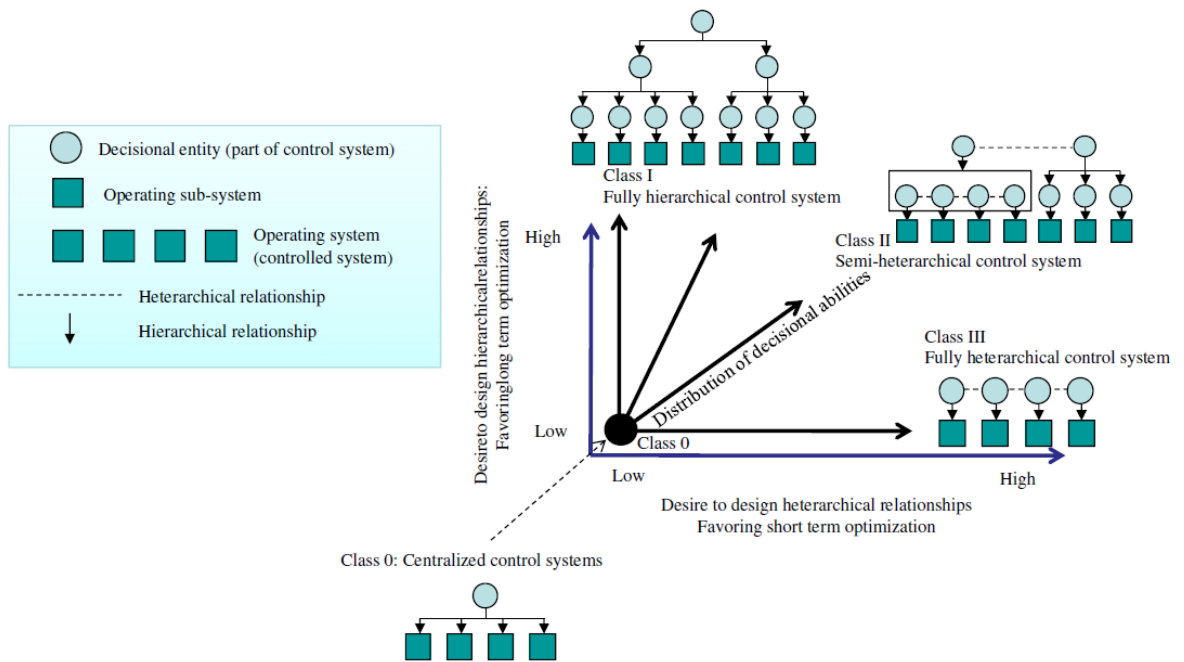 Decisional entity (part of control system)
Operating sub-system
Operating system
(controlled system)
Heterarchical relationship
Hierarchical relationship
Class I
Fully hierarchical control system
Class II
Semi-heterarchical control system
Class III
Fully heterarchical control system
High
Low
Desireto design hierarchicalrelationships:
Favoringlong term optimization
Distribution of decisional abilities
Class 0
Low
High
Desire to design heterarchical relationships
Favoring short term optimization
Class 0: Centralized control systems